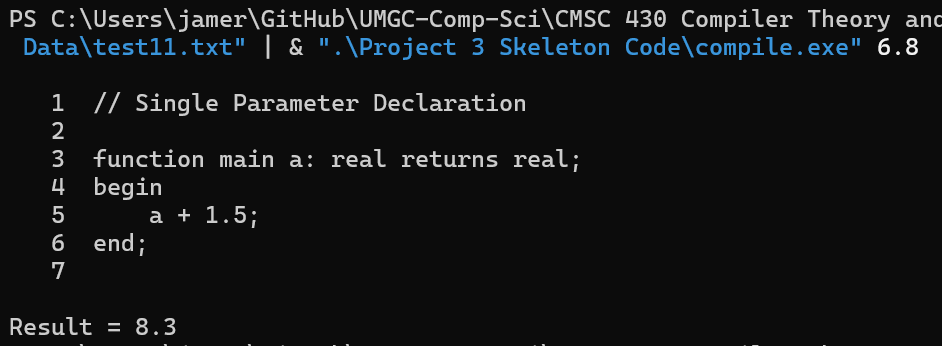 PS C:\Users\jamer\GitHub\UMGC-Comp-Sci\CMSC 430 Compiler Theory and
Data\test11.txt" | & ".\Project 3 Skeleton Code\compile.exe" 6.8
1 // Single Parameter Declaration
2
3 function main a: real returns real;
4 begin
5 a + 1.5;
6 end;
7
Result = 8.3